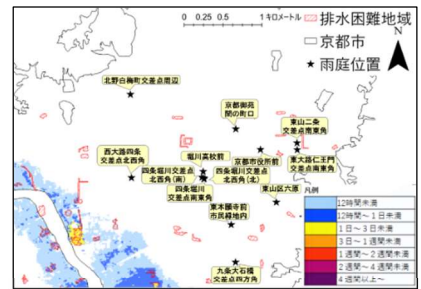 0 0.25 0.5 1 キロメートル
排水困難地域
京都市
雨庭位置
N
北野白梅町交差点周辺
京都御苑
閑の町口
東山二条
交差点南東角
西大路四条
交差点北西角
堀川高校前
京都市役所前
東大路仁王門
交差点南東角
四条堀川交差点
北西角(南)
四条堀川交差点
北西角(北)
四条堀川
交差点南東角
東山区六原
東本願寺前
市民緑地内
九条大石橋
交差点四方角
凡例
12時間未満
12時間~1日未満
1日~3日未満
3日~1週間未満
1週間~2週間未満
2週間~4週間未満
4週間以上~